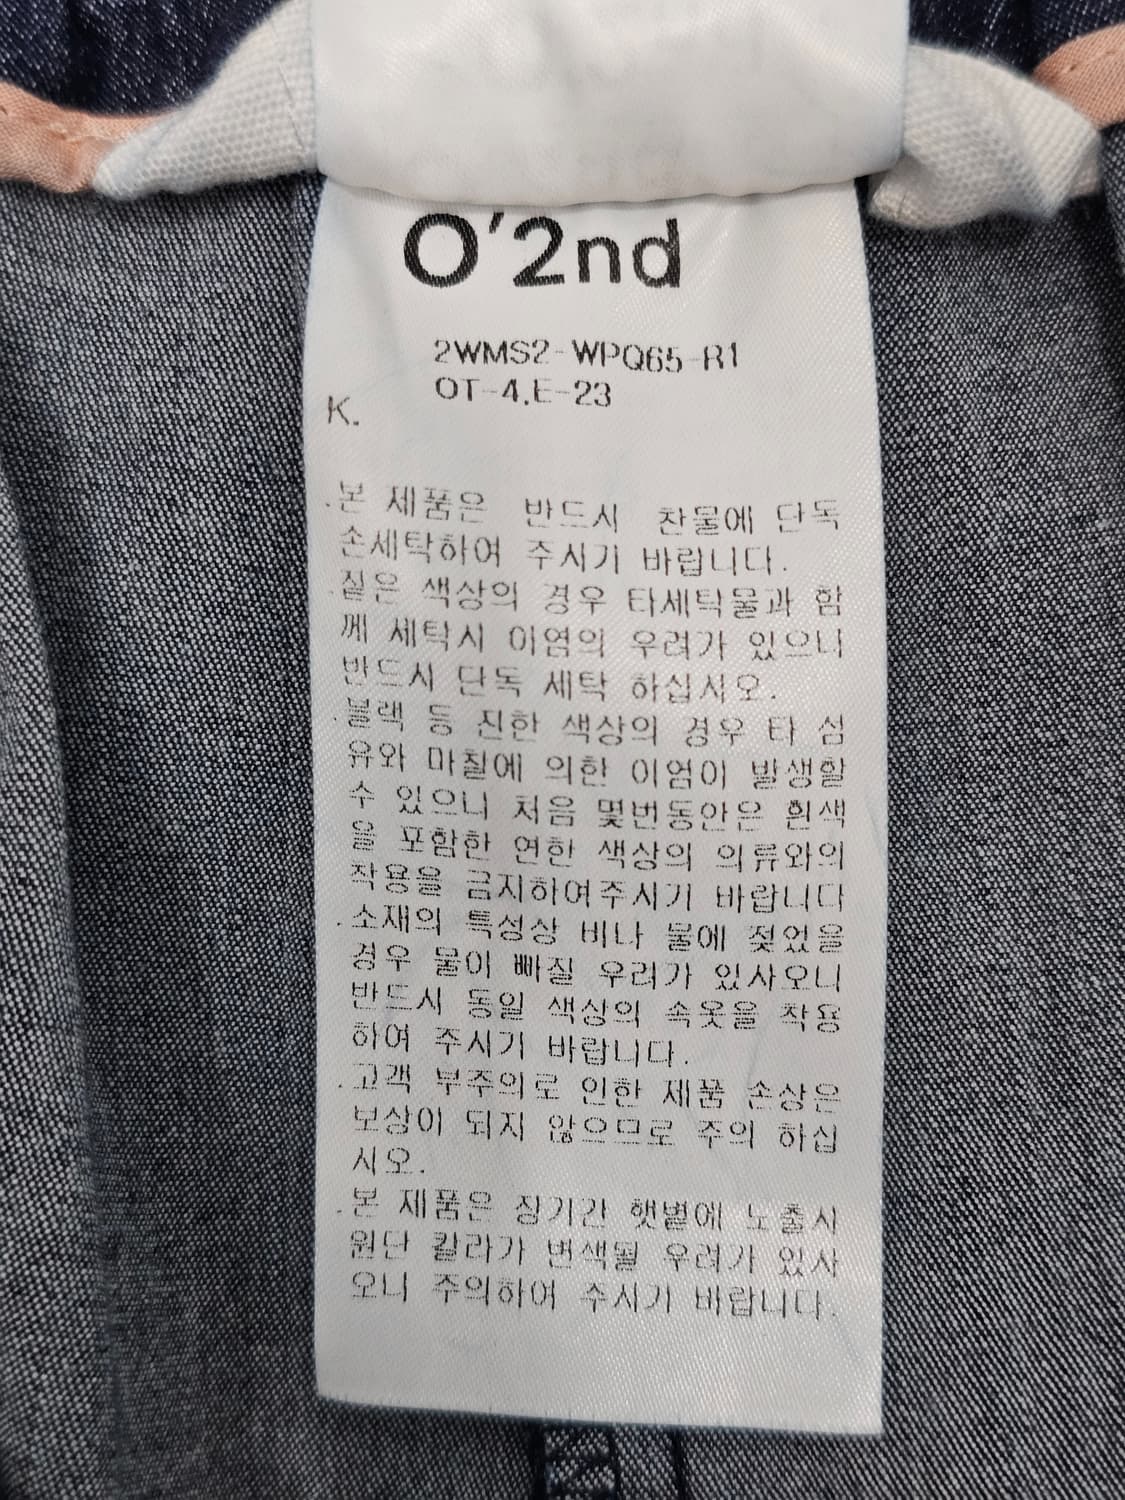 O'2nd
2WMS2-WPQ65-R1
OT-4.E-23
K.
.본 제품은 반드시 찬물에 단독
손세탁하여 주시기 바랍니다.
.짙은 색상의 경우 타세탁물과 함
께 세탁시 이염의 우려가 있으니
반드시 단독 세탁 하십시오.
.블랙 등 진한 색상의 경우 타 섬
유와 마찰에 의한 이염이 발생할
수 있으니 처음 몇번동안은 흰색
을 포함한 연한 색상의 의류와의
착용을 금지하여주시기 바랍니다
.소재의 특성상 비나 물에 젖었을
경우 물이 빠질 우려가 있사오니
반드시 동일 색상의 속옷을 착용
하여 주시기 바랍니다.
.고객 부주의로 인한 제품 손상은
보상이 되지 않으므로 주의 하십
시오.
.본 제품은 장기간 햇볕에 노출시
원단 칼라가 변색될 우려가 있사
오니 주의하여 주시기 바랍니다.